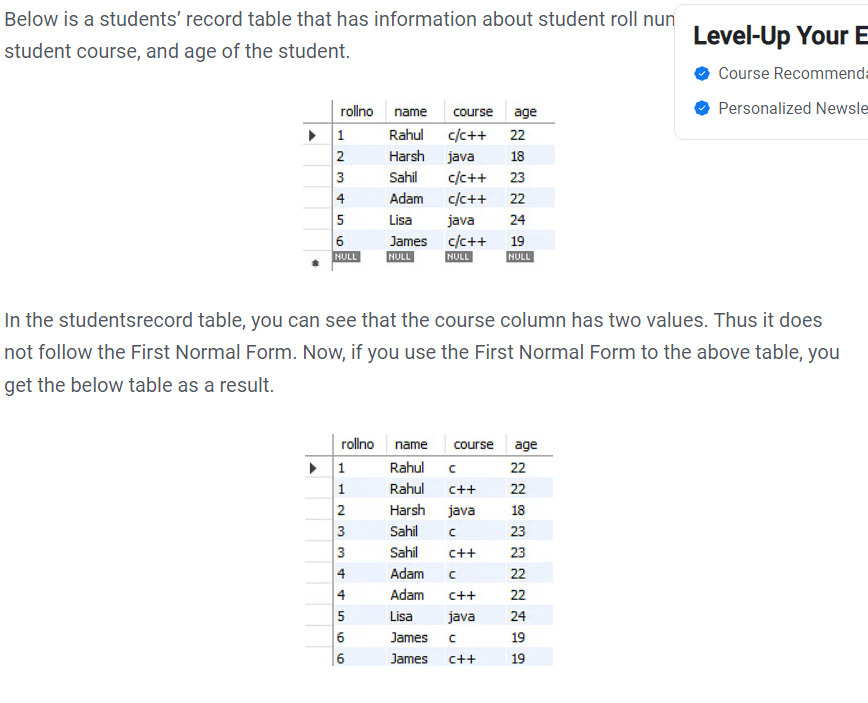 Below is a students’ record table that has information about student roll
student course, and age of the student.
Level-Up Your
Course
Personalized
rollno name course age
1 Rahul c/c++ 22
2 Harsh java 18
3 Sahil c/c++ 23
4 Adam c/c++ 22
5 Lisa java 24
6 James c/c++ 19
NULL NULL NULL NULL
In the studentsrecord table, you can see that the course column has two values. Thus it does
not follow the First Normal Form. Now, if you use the First Normal Form to the above table, you
get the below table as a result.
rollno name course age
1 Rahul c 22
1 Rahul c++ 22
2 Harsh java 18
3 Sahil c 23
3 Sahil c++ 23
4 Adam c 22
4 Adam c++ 22
5 Lisa java 24
6 James c 19
6 James c++ 19